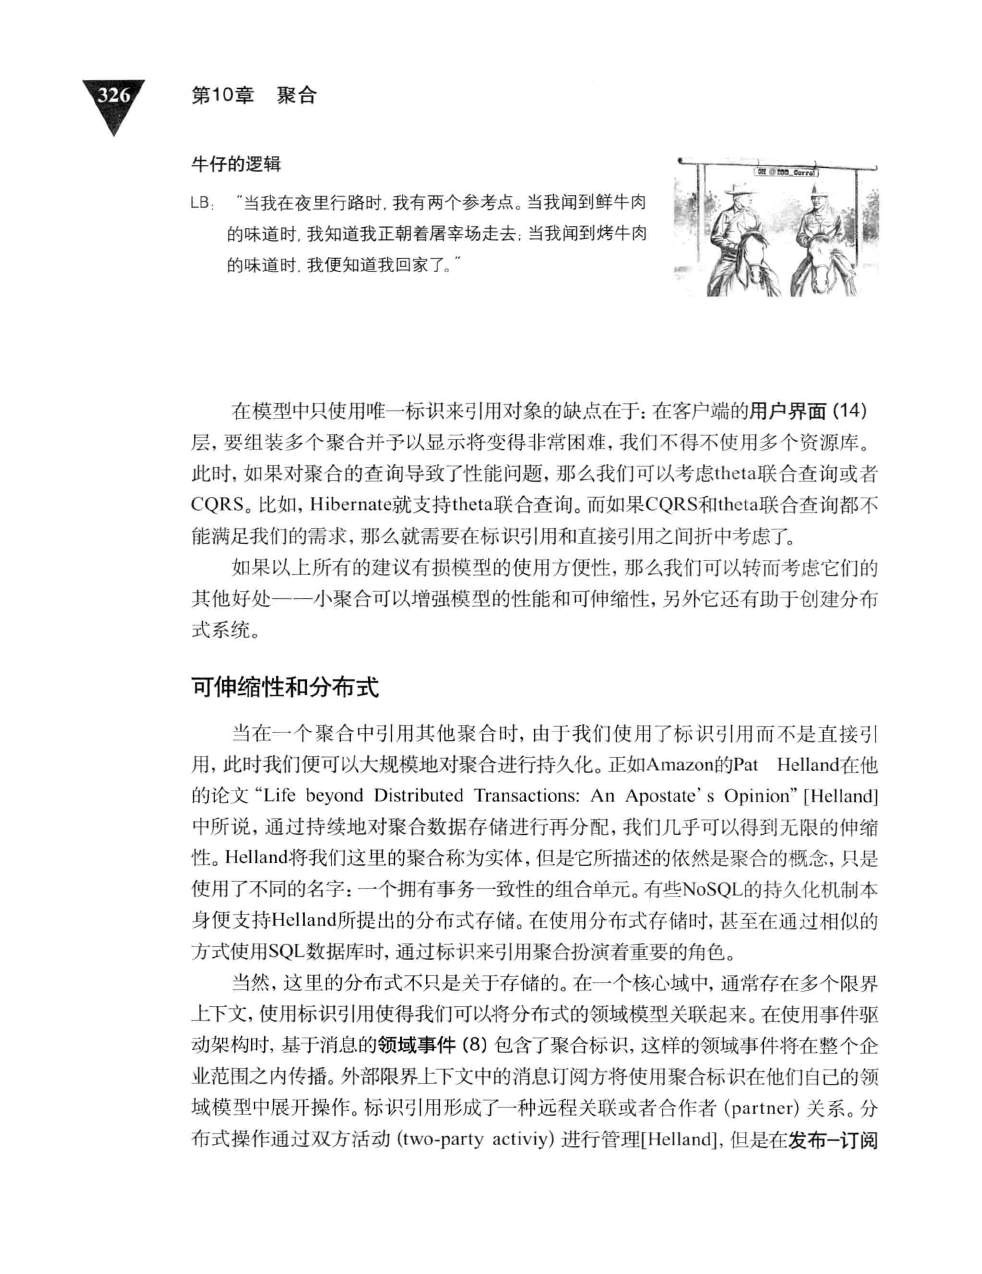 326
第10章 聚合
牛仔的逻辑
LB: “当我在夜里行路时,我有两个参考点。当我闻到鲜牛肉
的味道时,我知道我正朝着屠宰场走去;当我闻到烤牛肉
的味道时,我便知道我回家了。”
在模型中只使用唯一标识来引用对象的缺点在于:在客户端的用户界面(14)
层,要组装多个聚合并予以显示将变得非常困难,我们不得不使用多个资源库。
此时,如果对聚合的查询导致了性能问题,那么我们可以考虑theta联合查询或者
CQRS。比如,Hibernate就支持theta联合查询。而如果CQRS和theta联合查询都不
能满足我们的需求,那么就需要在标识引用和直接引用之间折中考虑了。
如果以上所有的建议有损模型的使用方便性,那么我们可以转而考虑它们的
其他好处——小聚合可以增强模型的性能和可伸缩性,另外它还有助于创建分布
式系统。
可伸缩性和分布式
当在一个聚合中引用其他聚合时,由于我们使用了标识引用而不是直接引
用,此时我们便可以大规模地对聚合进行持久化。正如Amazon的Pat Helland在他
的论文“Life beyond Distributed Transactions: An Apostate’s Opinion”[Helland]
中所说,通过持续地对聚合数据存储进行再分配,我们几乎可以得到无限的伸缩
性。Helland将我们这里的聚合称为实体,但是它所描述的依然是聚合的概念,只是
使用了不同的名字:一个拥有事务一致性的组合单元。有些NoSQL的持久化机制本
身便支持Helland所提出的分布式存储。在使用分布式存储时,甚至在通过相似的
方式使用SQL数据库时,通过标识来引用聚合扮演着重要的角色。
当然,这里的分布式不只是关于存储的。在一个核心域中,通常存在多个限界
上下文,使用标识引用使得我们可以将分布式的领域模型关联起来。在使用事件驱
动架构时,基于消息的领域事件(8)包含了聚合标识,这样的领域事件将在整个企
业范围之内传播。外部限界上下文中的消息订阅方将使用聚合标识在他们自己的领
域模型中展开操作。标识引用形成了一种远程关联或者合作者(partner)关系。分
布式操作通过双方活动(two-party activiy)进行管理[Helland],但是在发布–订阅